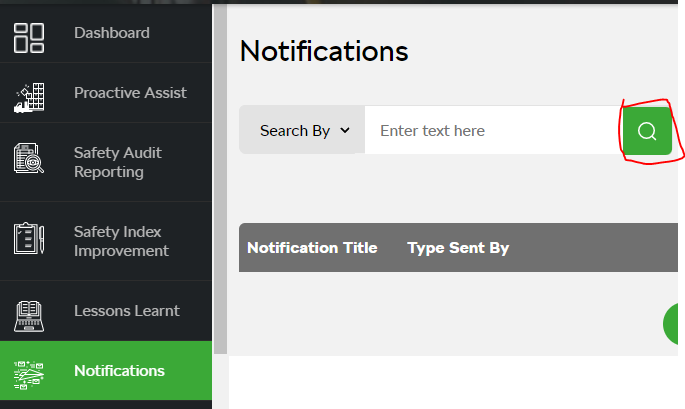 Dashboard
Proactive Assist
Safety Audit
Reporting
Safety Index
Improvement
Lessons Learnt
Notifications
Notifications
Search By
Enter text here
Notification Title Type Sent By